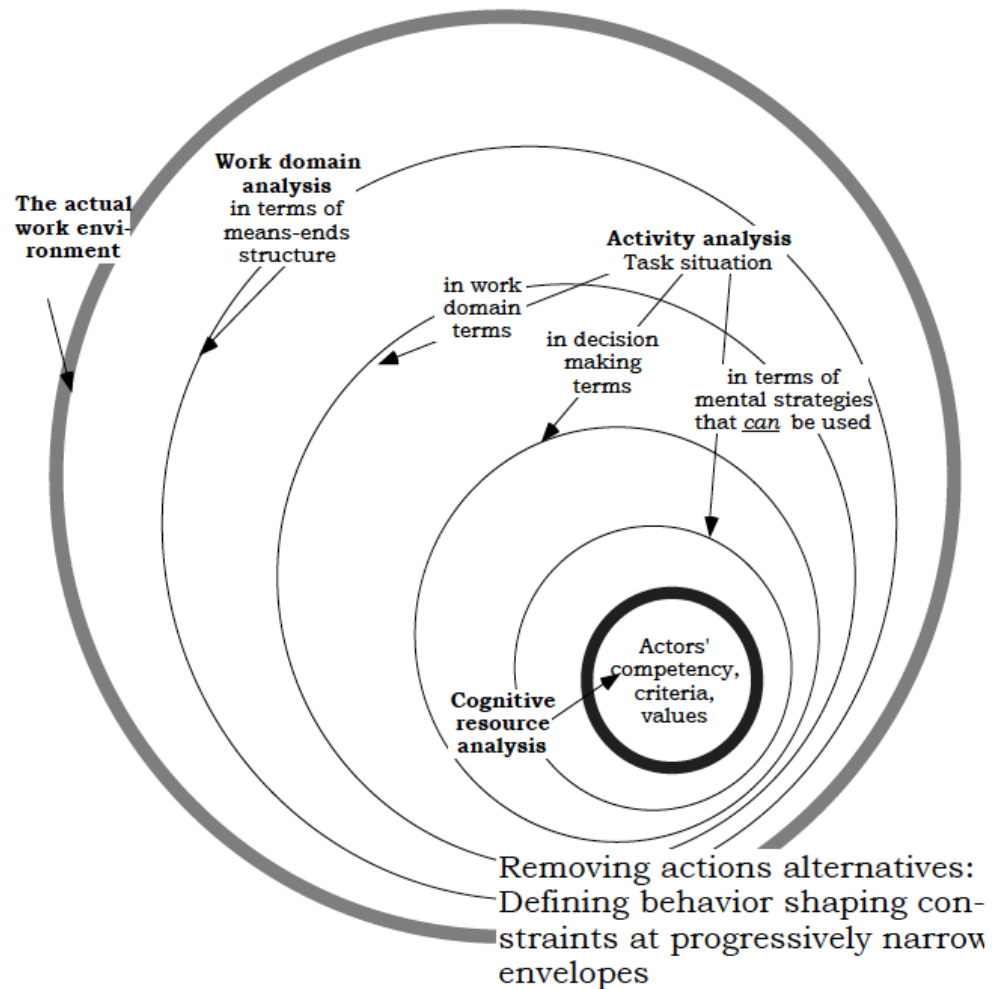 The actual
work envi-
ronment
Work domain
analysis
in terms of
means-ends
structure
Activity analysis
Task situation
in work
domain
terms
in decision
making
terms
in terms of
mental strategies
that can be used
Cognitive
resource
analysis
Actors'
competency,
criteria,
values
Removing actions alternatives:
Defining behavior shaping con-
straints at progressively narrow
envelopes